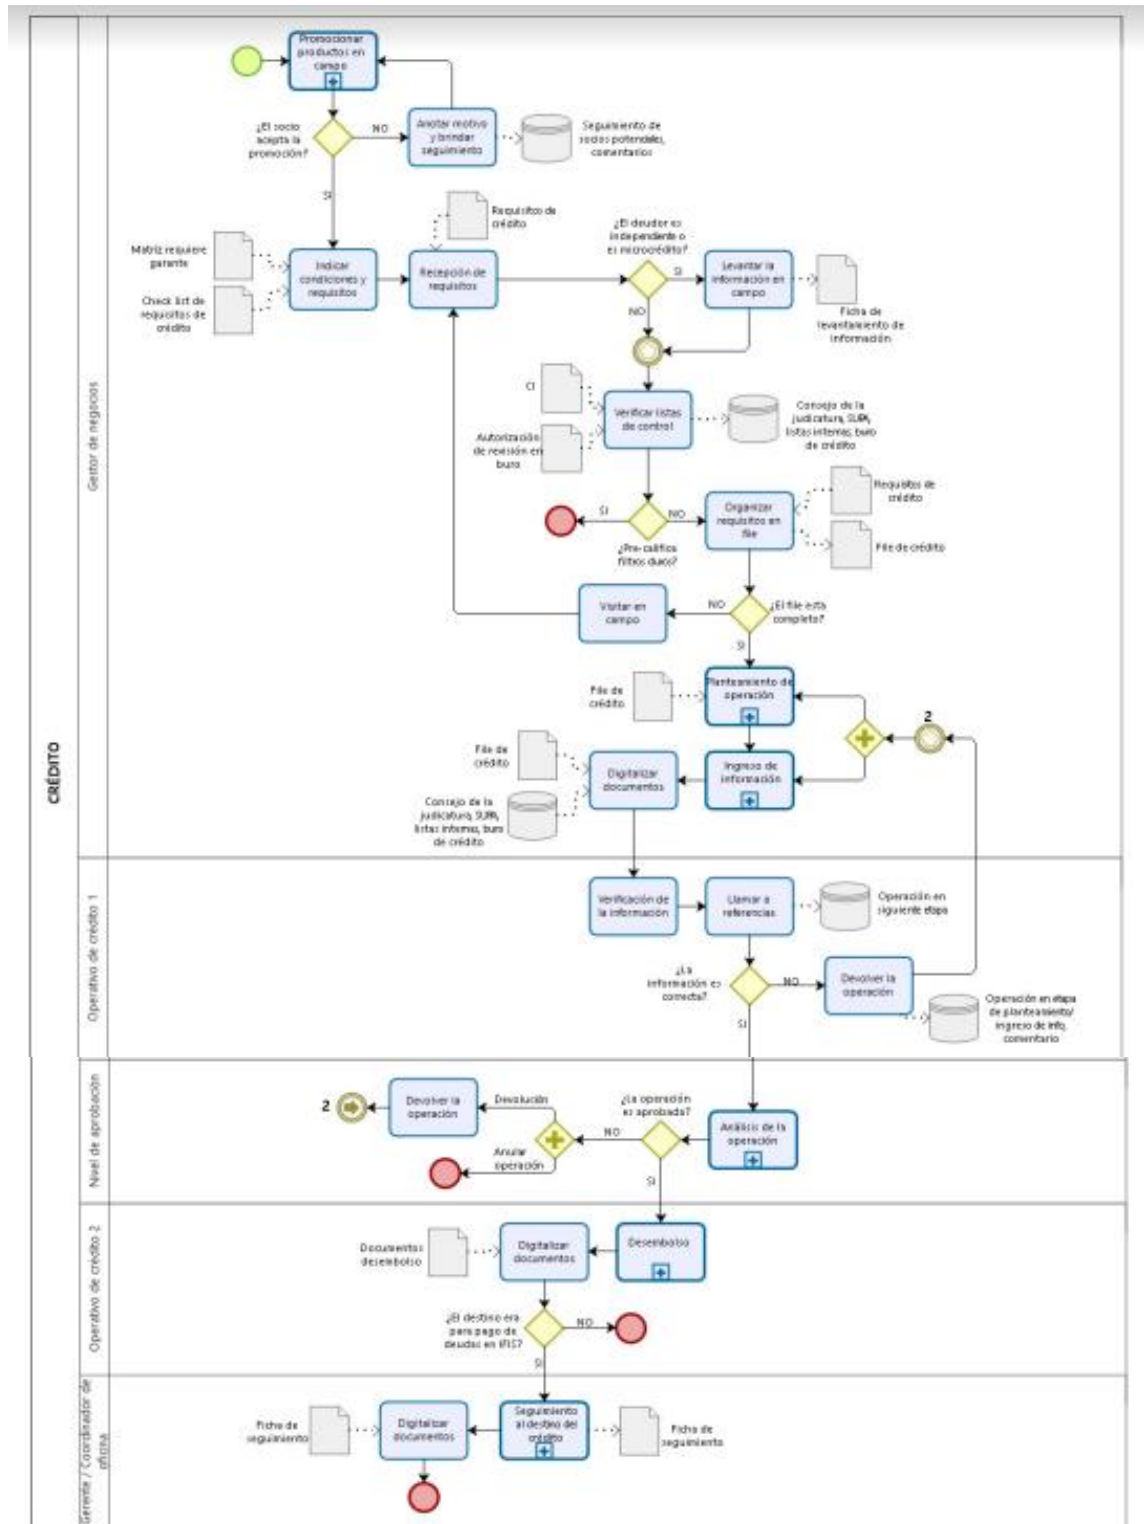 CRÉDITO
Gestor de negocios
Promocionar
productos en
campo
¿El socio
acepta la
promoción?
NO
Anotar motivo
y brindar
seguimiento
Seguimiento de
socios potenciales,
comentarios
SI
Matriz requiere
garante
Check list de
requisitos de
crédito
Indicar
condiciones y
requisitos
Requisitos de
crédito
Recepción de
requisitos
¿El deudor es
independiente o
es microcrédito?
SI
NO
Levantar la
información en
campo
Ficha de
levantamiento de
información
CI
Autorización
de revisión en
buro
Verificar listas
de control
Consejo de la
judicatura, SUPA,
listas internas, buro
de crédito
SI
NO
¿Pre-califica
filtros duros?
Organizar
requisitos en
file
Requisitos de
crédito
File de crédito
Visitar en
campo
NO
¿El file esta
completo?
SI
File de
crédito
Planteamiento de
operación
2
File de
crédito
Consejo de la
judicatura, SUPA,
listas internas, buro
de crédito
Digitalizar
documentos
Ingreso de
información
Operativo de crédito 1
Verificación de
la información
Llamar a
referencias
Operación en
siguiente etapa
¿La
información es
correcta?
NO
SI
Devolver la
operación
Operación en etapa
de planteamiento/
ingreso de info,
comentario
Nivel de aprobación
2
Devolver la
operación
Devolución
Anular
operación
NO
¿La operación
es aprobada?
SI
Análisis de la
operación
Operativo de crédito 2
Documentos
desembolso
Digitalizar
documentos
Desembolso
¿El destino era
para pago de
deudas en IFIS?
NO
SI
Gerente / Coordinador de
oficina
Ficha de
seguimiento
Digitalizar
documentos
Seguimiento
al destino del
crédito
Ficha de
seguimiento